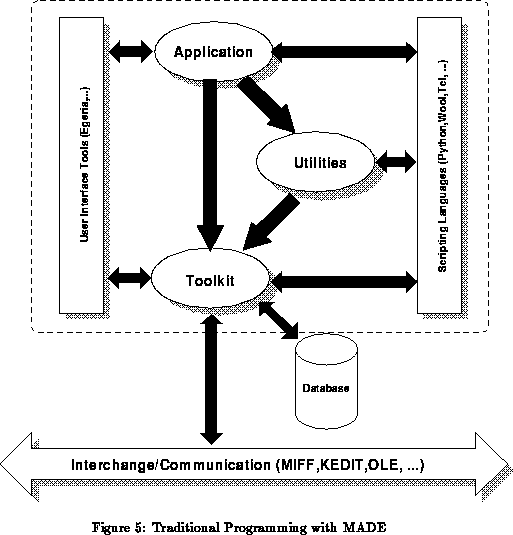 Application
User Interface Tools (Egeria,...)
Scripting Languages (Python,Wool,Tcl, ...)
Utilities
Toolkit
Database
Interchange/Communication (MIFF,KEDIT,OLE, ...)
Figure 5: Traditional Programming with MADE